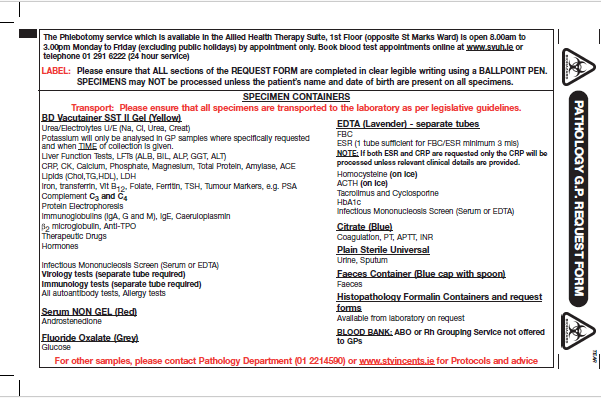 The Phlebotomy service which is available in the Allied Health Therapy Suite, 1st Floor (opposite St Marks Ward) is open 8.00am to
3.00pm Monday to Friday (excluding public holidays) by appointment only. Book blood test appointments online at www.svuh.ie or
telephone 01 291 6222 (24 hour service)
LABEL: Please ensure that ALL sections of the REQUEST FORM are completed in clear legible writing using a BALLPOINT PEN.
SPECIMENS may NOT be processed unless the patient's name and date of birth are present on all specimens.
SPECIMEN CONTAINERS
Transport: Please ensure that all specimens are transported to the laboratory as per legislative guidelines.
BD Vacutainer SST II Gel (Yellow)
Urea/Electrolytes U/E (Na, Cl, Urea, Creat)
Potassium will only be analysed in GP samples where specifically requested
and when TIME of collection is given.
Liver Function Tests, LFTs (ALB, BIL, ALP, GGT, ALT)
CRP, CK, Calcium, Phosphate, Magnesium, Total Protein, Amylase, ACE
Lipids (Chol,TG,HDL), LDH
Iron, transferrin, Vit B12, Folate, Ferritin, TSH, Tumour Markers, e.g. PSA
Complement C3 and C4
Protein Electrophoresis
Immunoglobulins (IgA, G and M), IgE, Caeruloplasmin
β2 microglobulin, Anti-TPO
Therapeutic Drugs
Hormones
Infectious Mononucleosis Screen (Serum or EDTA)
Virology tests (separate tube required)
Immunology tests (separate tube required)
All autoantibody tests, Allergy tests
Serum NON GEL (Red)
Androstenedione
Fluoride Oxalate (Grey)
Glucose
EDTA (Lavender) - separate tubes
FBC
ESR (1 tube sufficient for FBC/ESR minimum 3 mls)
NOTE: If both ESR and CRP are requested only the CRP will be
processed unless relevant clinical details are provided.
Homocysteine (on ice)
ACTH (on ice)
Tacrolimus and Cyclosporine
HbA1c
Infectious Mononucleosis Screen (Serum or EDTA)
Citrate (Blue)
Coagulation, PT, APTT, INR
Plain Sterile Universal
Urine, Sputum
Faeces Container (Blue cap with spoon)
Faeces
Histopathology Formalin Containers and request
forms
Available from laboratory on request
BLOOD BANK: ABO or Rh Grouping Service not offered
to GPs
For other samples, please contact Pathology Department (01 2214590) or www.stvincents.ie for Protocols and advice
PATHOLOGY G.P. REQUEST FORM